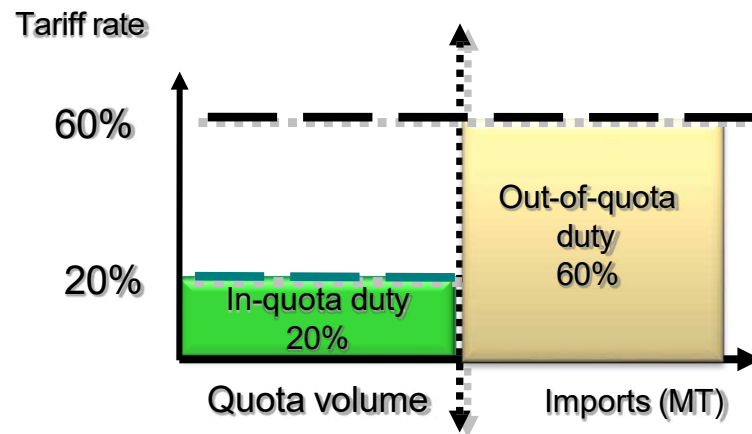 Tariff rate
60%
Out-of-quota
duty
60%
20%
In-quota duty
20%
Quota volume
Imports (MT)